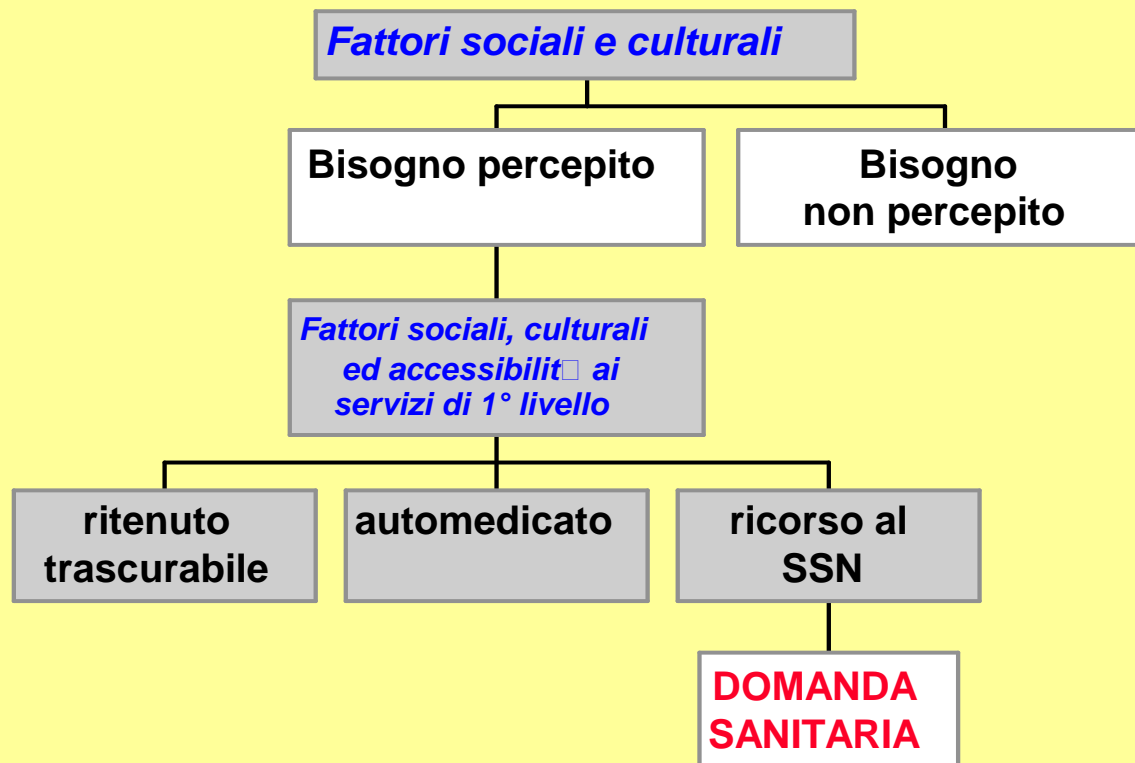 Fattori sociali e culturali
Bisogno percepito
Bisogno
non percepito
Fattori sociali, culturali
ed accessibilit□ ai
servizi di 1° livello
ritenuto
trascurabile
automedicato
ricorso al
SSN
DOMANDA
SANITARIA